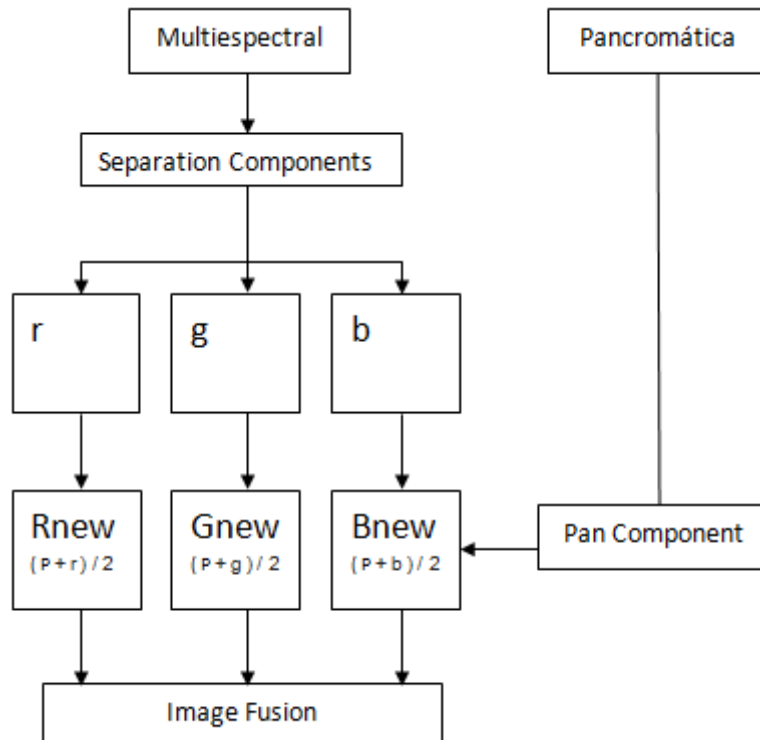 Multiespectral
Pancromática
Separation Components
r
g
b
Rnew
(P+r)/2
Gnew
(P+g)/2
Bnew
(P+b)/2
Pan Component
Image Fusion